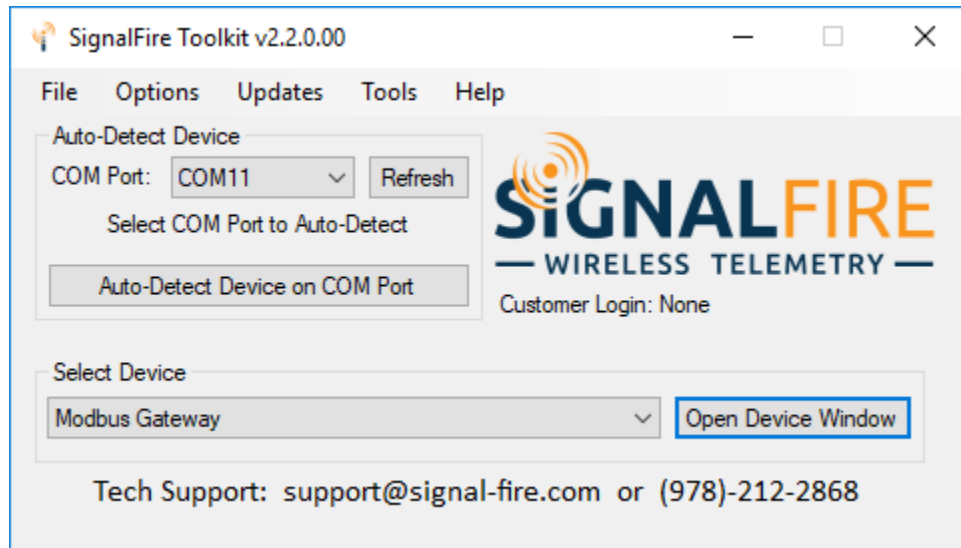 SignalFire Toolkit v2.2.0.00
File Options Updates Tools Help
Auto-Detect Device
COM Port: COM11 Refresh
Select COM Port to Auto-Detect
Auto-Detect Device on COM Port
SIGNALFIRE
WIRELESS TELEMETRY
Customer Login: None
Select Device
Modbus Gateway Open Device Window
Tech Support: support@signal-fire.com or (978)-212-2868